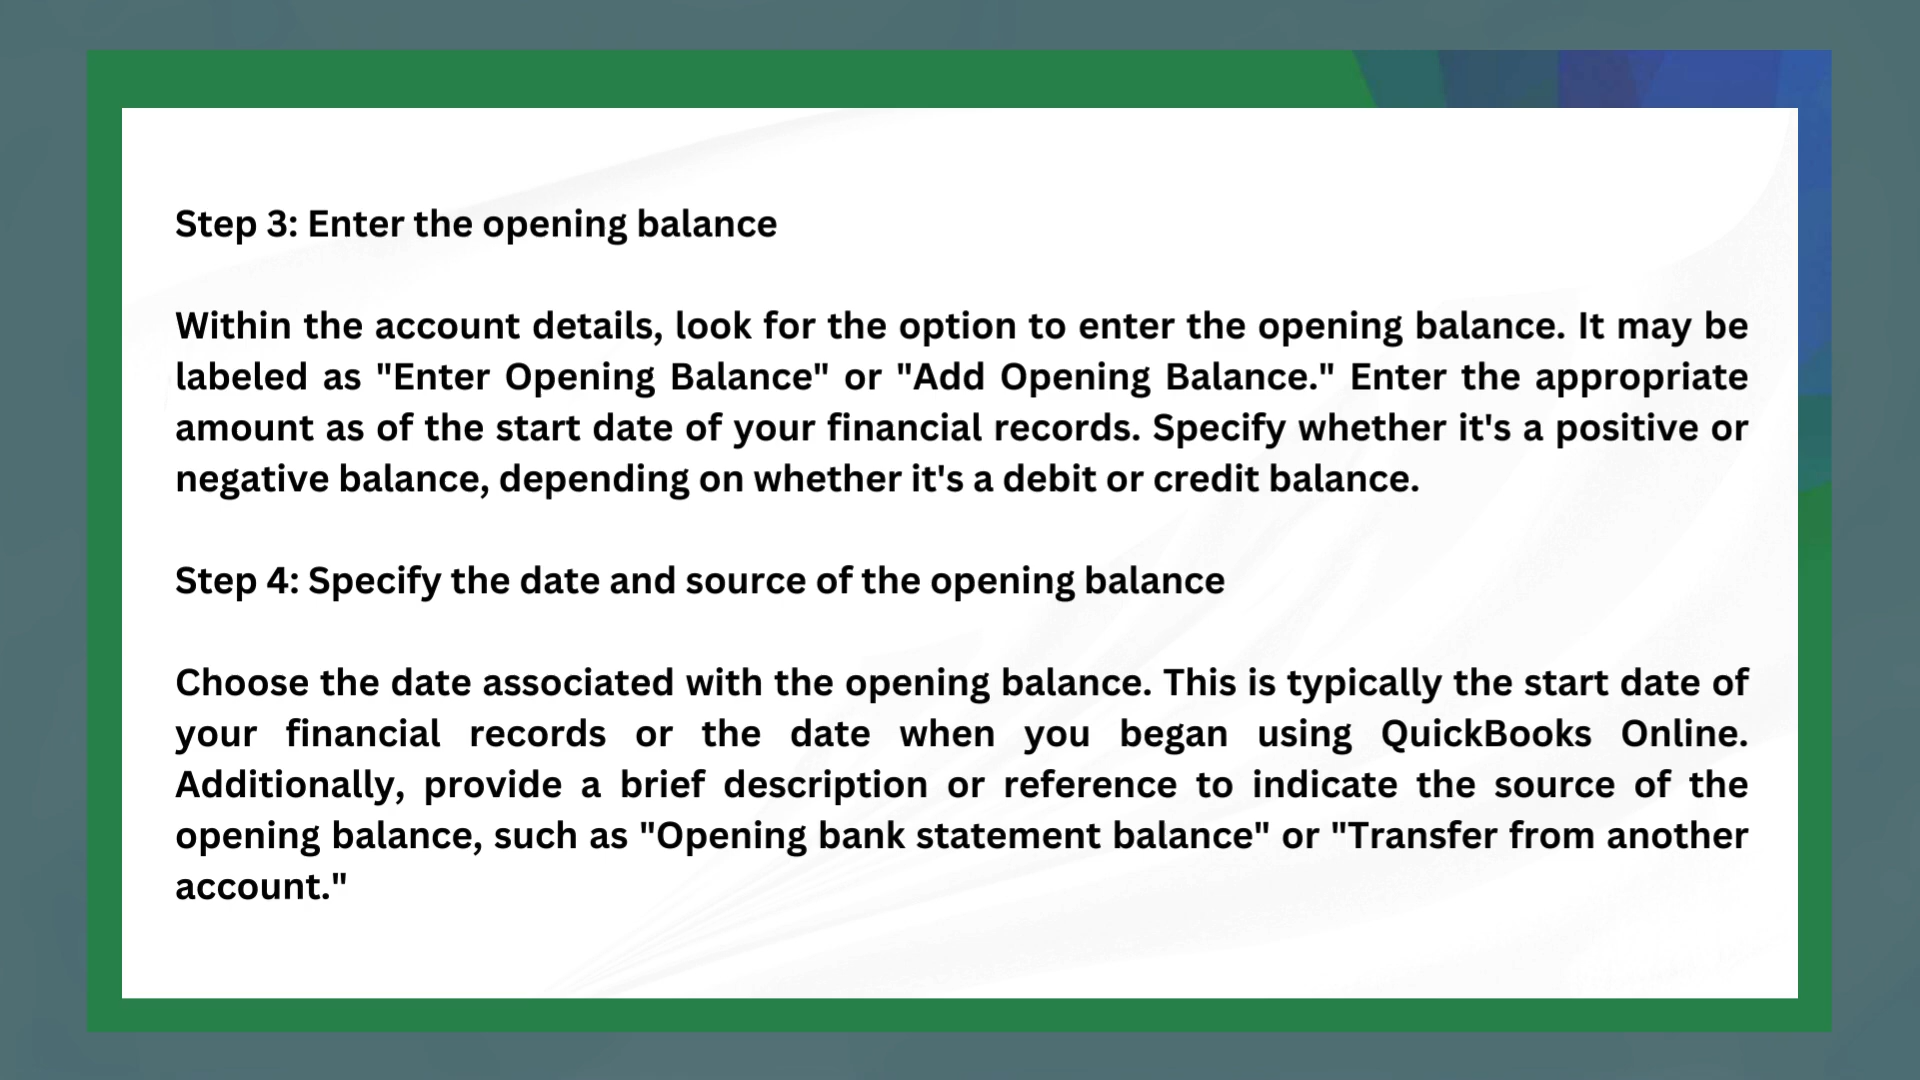 Step 3: Enter the opening balance
Within the account details, look for the option to enter the opening balance. It may be
labeled as "Enter Opening Balance" or "Add Opening Balance." Enter the appropriate
amount as of the start date of your financial records. Specify whether it's a positive or
negative balance, depending on whether it's a debit or credit balance.
Step 4: Specify the date and source of the opening balance
Choose the date associated with the opening balance. This is typically the start date of
your financial records or the date when you began using QuickBooks Online.
Additionally, provide a brief description or reference to indicate the source of the
opening balance, such as "Opening bank statement balance" or "Transfer from another
account."